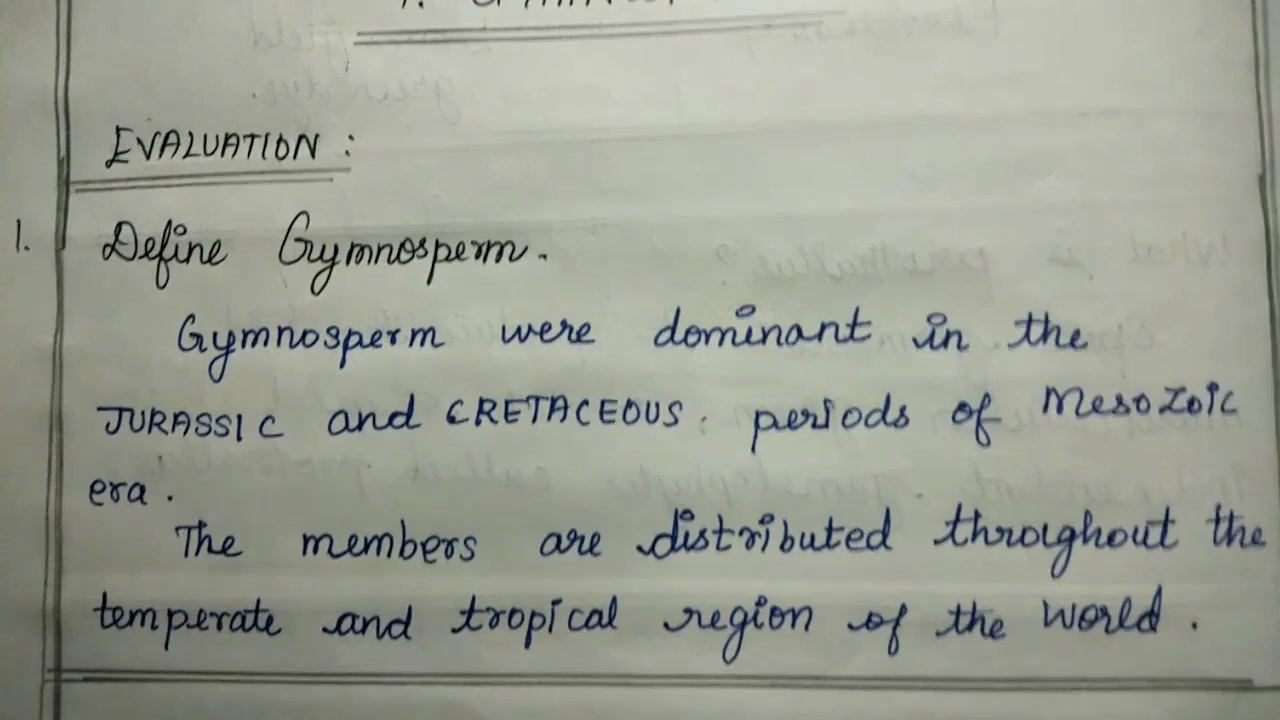 EVALUATION :
1. Define Gymnosperm.
Gymnosperm were dominant in the
JURASSIC and CRETACEOUS. periods of Mesozoic
era.
The members are distributed throughout the
temperate and tropical region of the world.